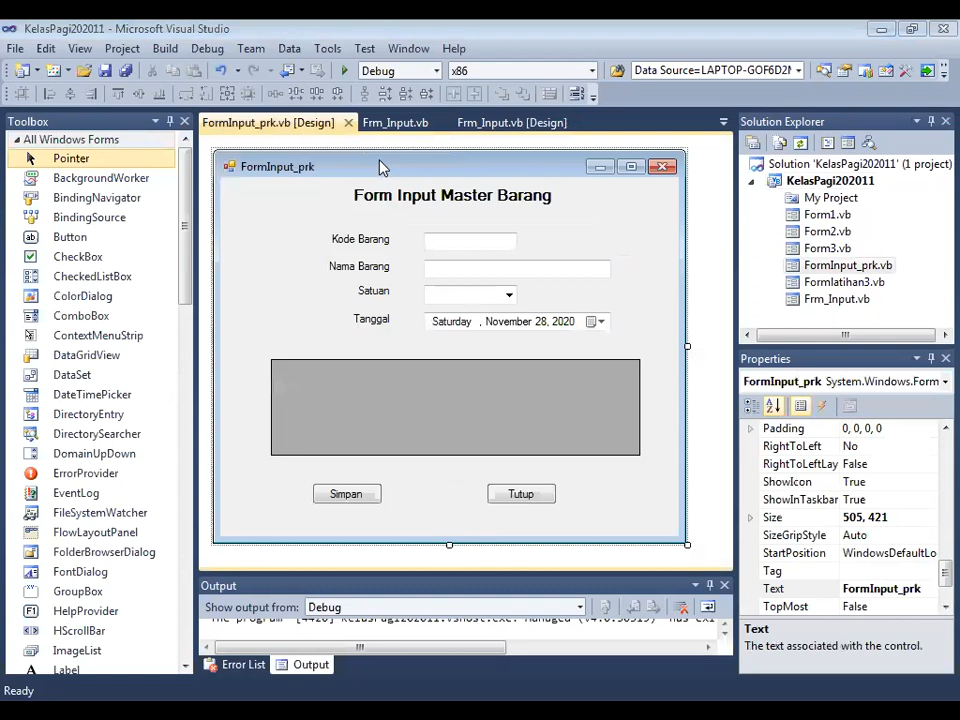 KelasPagi202011 - Microsoft Visual Studio
File Edit View Project Build Debug Team Data Tools Test Window Help
Debug x86 Data Source=LAPTOP-GOF6D2
Toolbox
FormInput_prk.vb [Design] Frm_Input.vb Frm_Input.vb [Design]
Solution Explorer
All Windows Forms
Pointer
BackgroundWorker
BindingNavigator
BindingSource
Button
CheckBox
CheckedListBox
ColorDialog
ComboBox
ContextMenuStrip
DataGridView
DataSet
DateTimePicker
DirectoryEntry
DirectorySearcher
DomainUpDown
ErrorProvider
EventLog
FileSystemWatcher
FlowLayoutPanel
FolderBrowserDialog
FontDialog
GroupBox
HelpProvider
HScrollBar
ImageList
Label
FormInput_prk
Form Input Master Barang
Kode Barang
Nama Barang
Satuan
Tanggal Saturday , November 28, 2020
Simpan Tutup
Output
Show output from: Debug
Error List Output
Solution 'KelasPagi202011' (1 project)
KelasPagi202011
My Project
Form1.vb
Form2.vb
Form3.vb
FormInput_prk.vb
Formlatihan3.vb
Frm_Input.vb
Properties
FormInput_prk System.Windows.Form
Padding 0, 0, 0, 0
RightToLeft No
RightToLeftLay False
ShowIcon True
ShowInTaskbar True
Size 505, 421
SizeGripStyle Auto
StartPosition WindowsDefaultLo
Tag
Text FormInput_prk
TopMost False
Text
The text associated with the control.
Ready